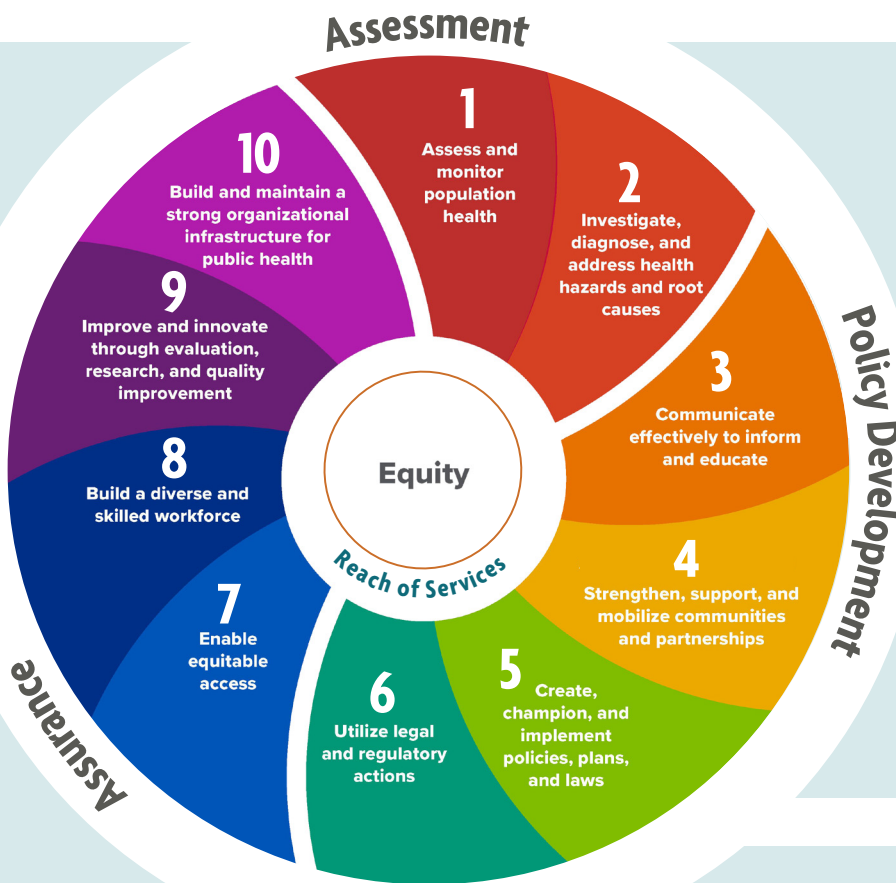 Assessment
1
Assess and
monitor
population
health
2
Investigate,
diagnose, and
address health
hazards and root
causes
Policy Development
3
Communicate
effectively to inform
and educate
4
Strengthen, support, and
mobilize communities
and partnerships
5
Create,
champion, and
implement
policies, plans,
and laws
6
Utilize legal
and regulatory
actions
Assurance
7
Enable
equitable
access
8
Build a diverse and
skilled workforce
9
Improve and innovate
through evaluation,
research, and quality
improvement
10
Build and maintain a
strong organizational
infrastructure for
public health
Equity
Reach of Services